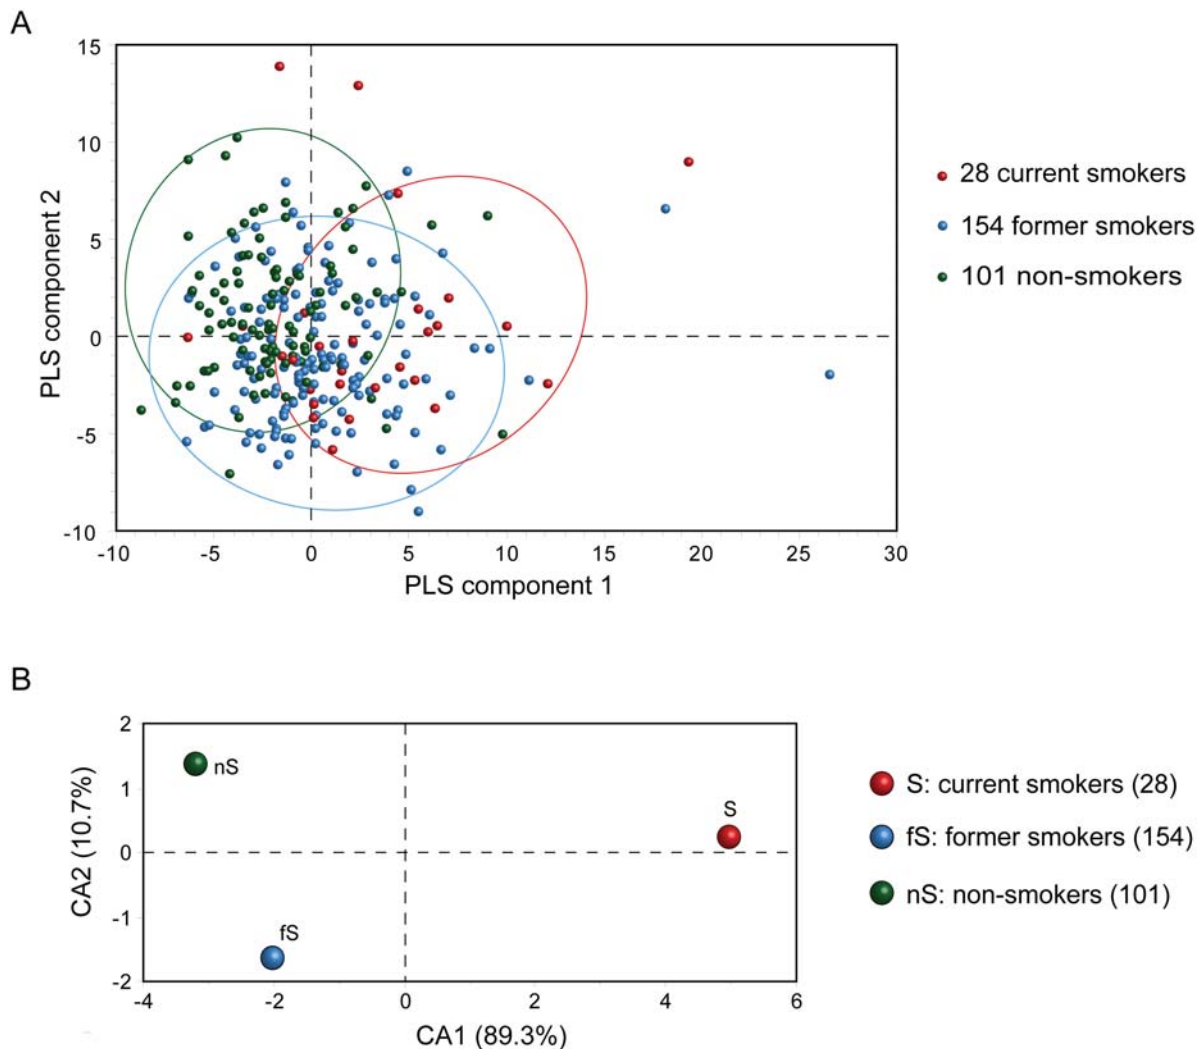 A
15
10
5
0
-5
-10
PLS component 2
-10 -5 0 5 10 15 20 25 30
PLS component 1
28 current smokers
154 former smokers
101 non-smokers
B
2
1
0
-1
-2
CA2 (10.7%)
nS
S
fS
-4 -2 0 2 4 6
CA1 (89.3%)
S: current smokers (28)
fS: former smokers (154)
nS: non-smokers (101)